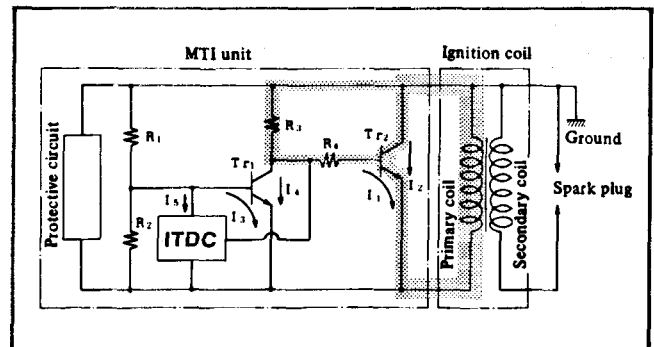 MTI unit
Ignition coil
Protective circuit
R1
R2
R3
R4
Tr1
Tr2
I1
I2
I3
I4
I5
ITDC
Primary coil
Secondary coil
Ground
Spark plug